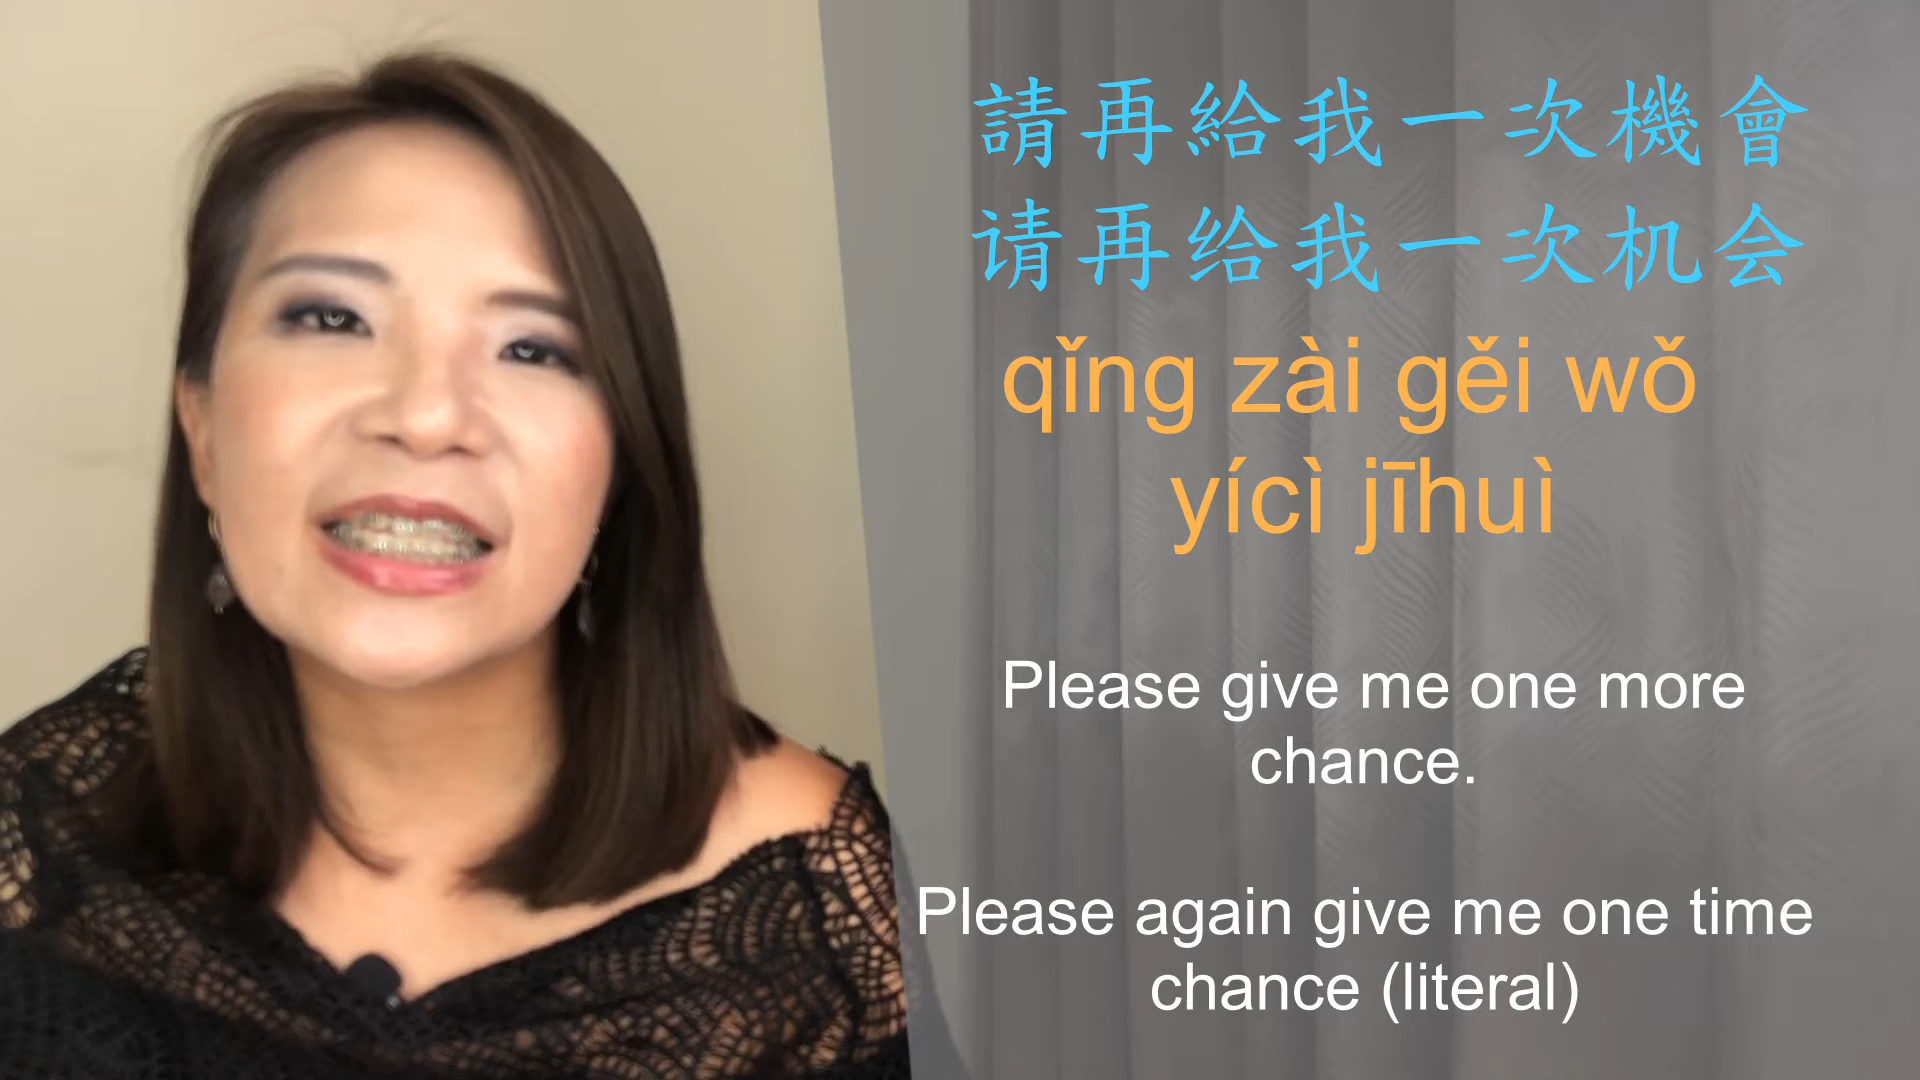 請再給我一次機會
请再给我一次机会
qǐng zài gěi wǒ
yícì jīhuì
Please give me one more
chance.
Please again give me one time
chance (literal)